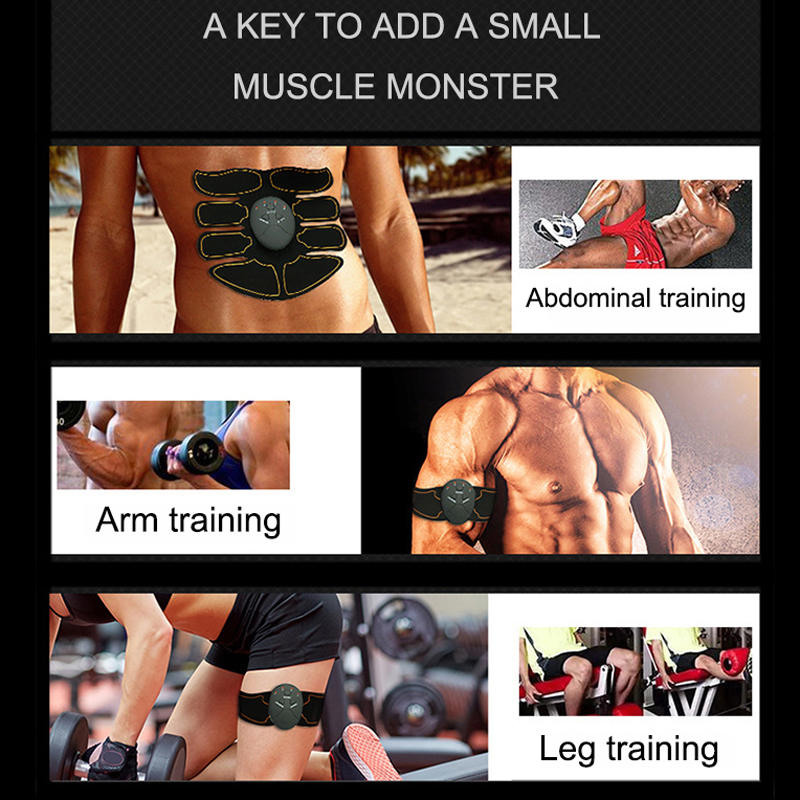 A KEY TO ADD A SMALL
MUSCLE MONSTER
Abdominal training
Arm training
Leg training